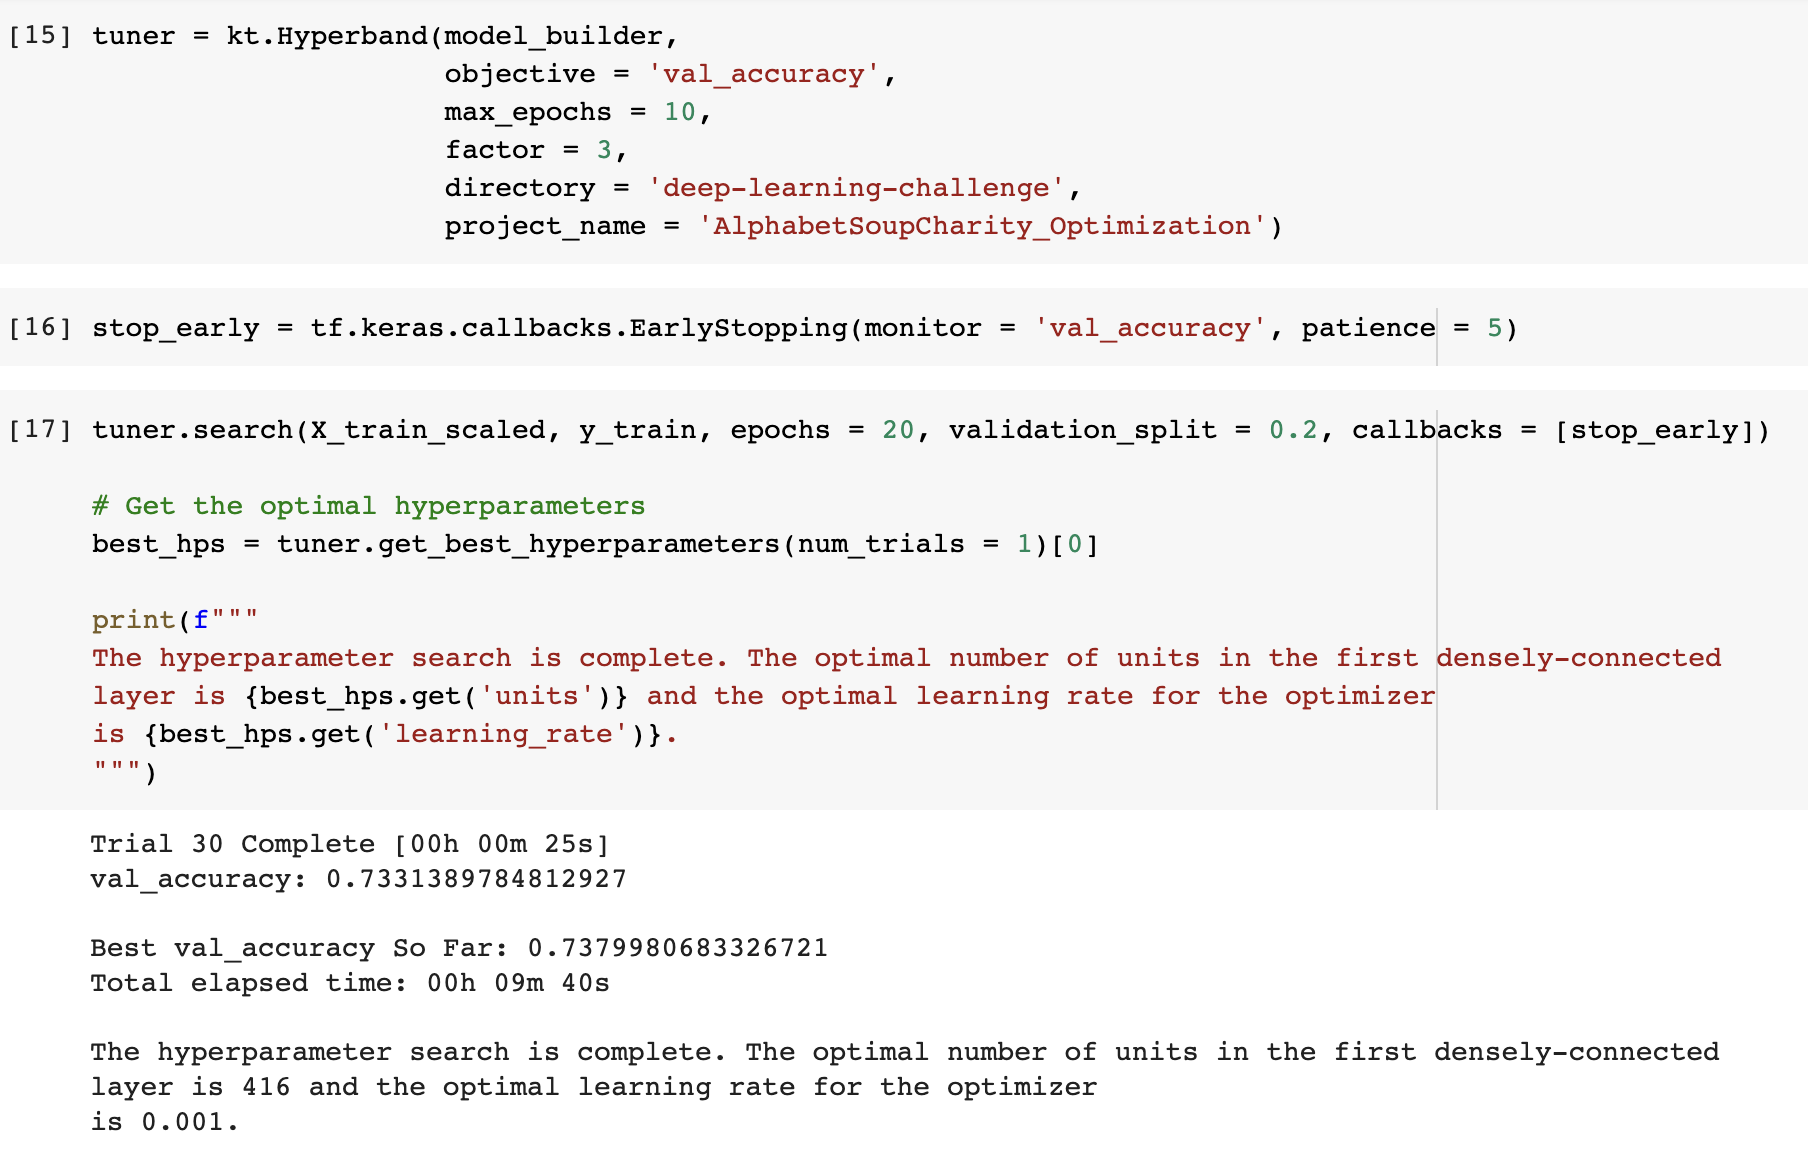 [15] tuner = kt.Hyperband(model_builder,
                     objective = 'val_accuracy',
                     max_epochs = 10,
                     factor = 3,
                     directory = 'deep-learning-challenge',
                     project_name = 'AlphabetSoupCharity_Optimization')
[16] stop_early = tf.keras.callbacks.EarlyStopping(monitor = 'val_accuracy', patience = 5)
[17] tuner.search(X_train_scaled, y_train, epochs = 20, validation_split = 0.2, callbacks = [stop_early])
# Get the optimal hyperparameters
best_hps = tuner.get_best_hyperparameters(num_trials = 1)[0]
print(f"""
The hyperparameter search is complete. The optimal number of units in the first densely-connected
layer is {best_hps.get('units')} and the optimal learning rate for the optimizer
is {best_hps.get('learning_rate')}.
""")
Trial 30 Complete [00h 00m 25s]
val_accuracy: 0.7331389784812927
Best val_accuracy So Far: 0.7379980683326721
Total elapsed time: 00h 09m 40s
The hyperparameter search is complete. The optimal number of units in the first densely-connected
layer is 416 and the optimal learning rate for the optimizer
is 0.001.